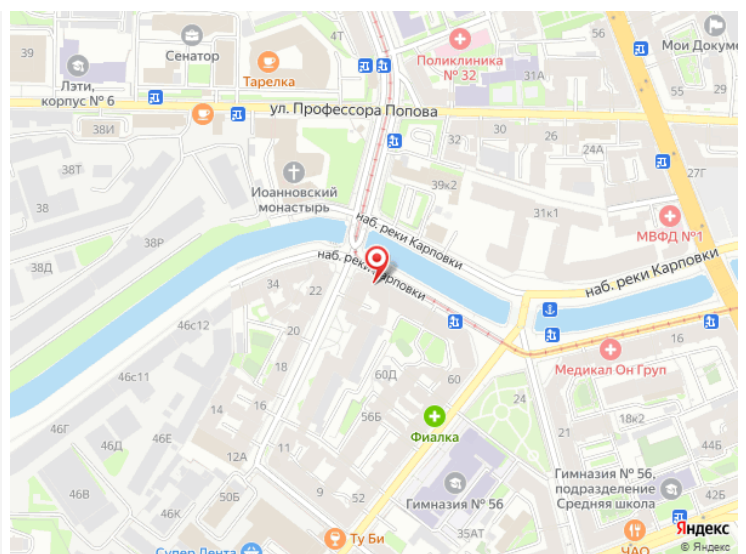 4Т
39
Сенатор
Поликлиника
№ 32
Мои Докуме
55
29
Тарелка
31А
ЛЭТИ,
корпус № 6
ул. Профессора Попова
38И
32
30
26
24А
38Т
27Г
Иоанновский
монастырь
39к2
38
31к1
наб. реки Карповки
38Р
МВФД №1
38Д
наб. реки Карповки
наб. реки Карповки
34
22
46с12
20
16
18
Медикал Он Груп
46с11
60Д
60
24
14
16
18к2
56Б
21
46Г
46Д
46Е
11
Фиалка
44Б
12А
Гимназия № 56,
подразделение
Средняя школа
46В
50Б
9
52
Гимназия № 56
42Б
46К
35АТ
Ту Би
Супер Лента
ЧАО
Яндекс
© Яндекс